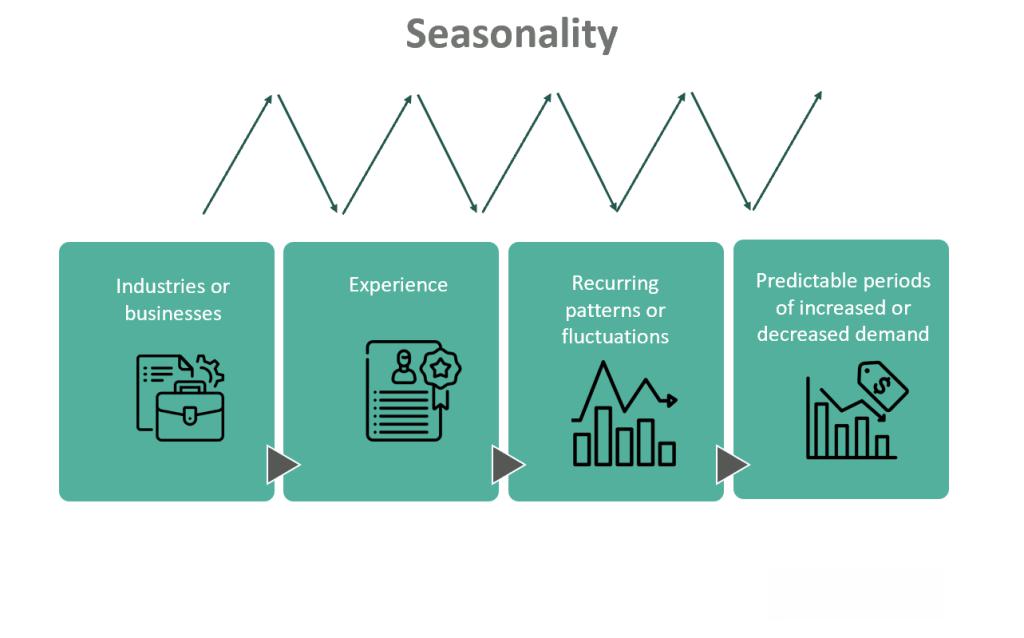 Seasonality
Industries or
businesses
Experience
Recurring
patterns or
fluctuations
Predictable periods
of increased or
decreased demand
$